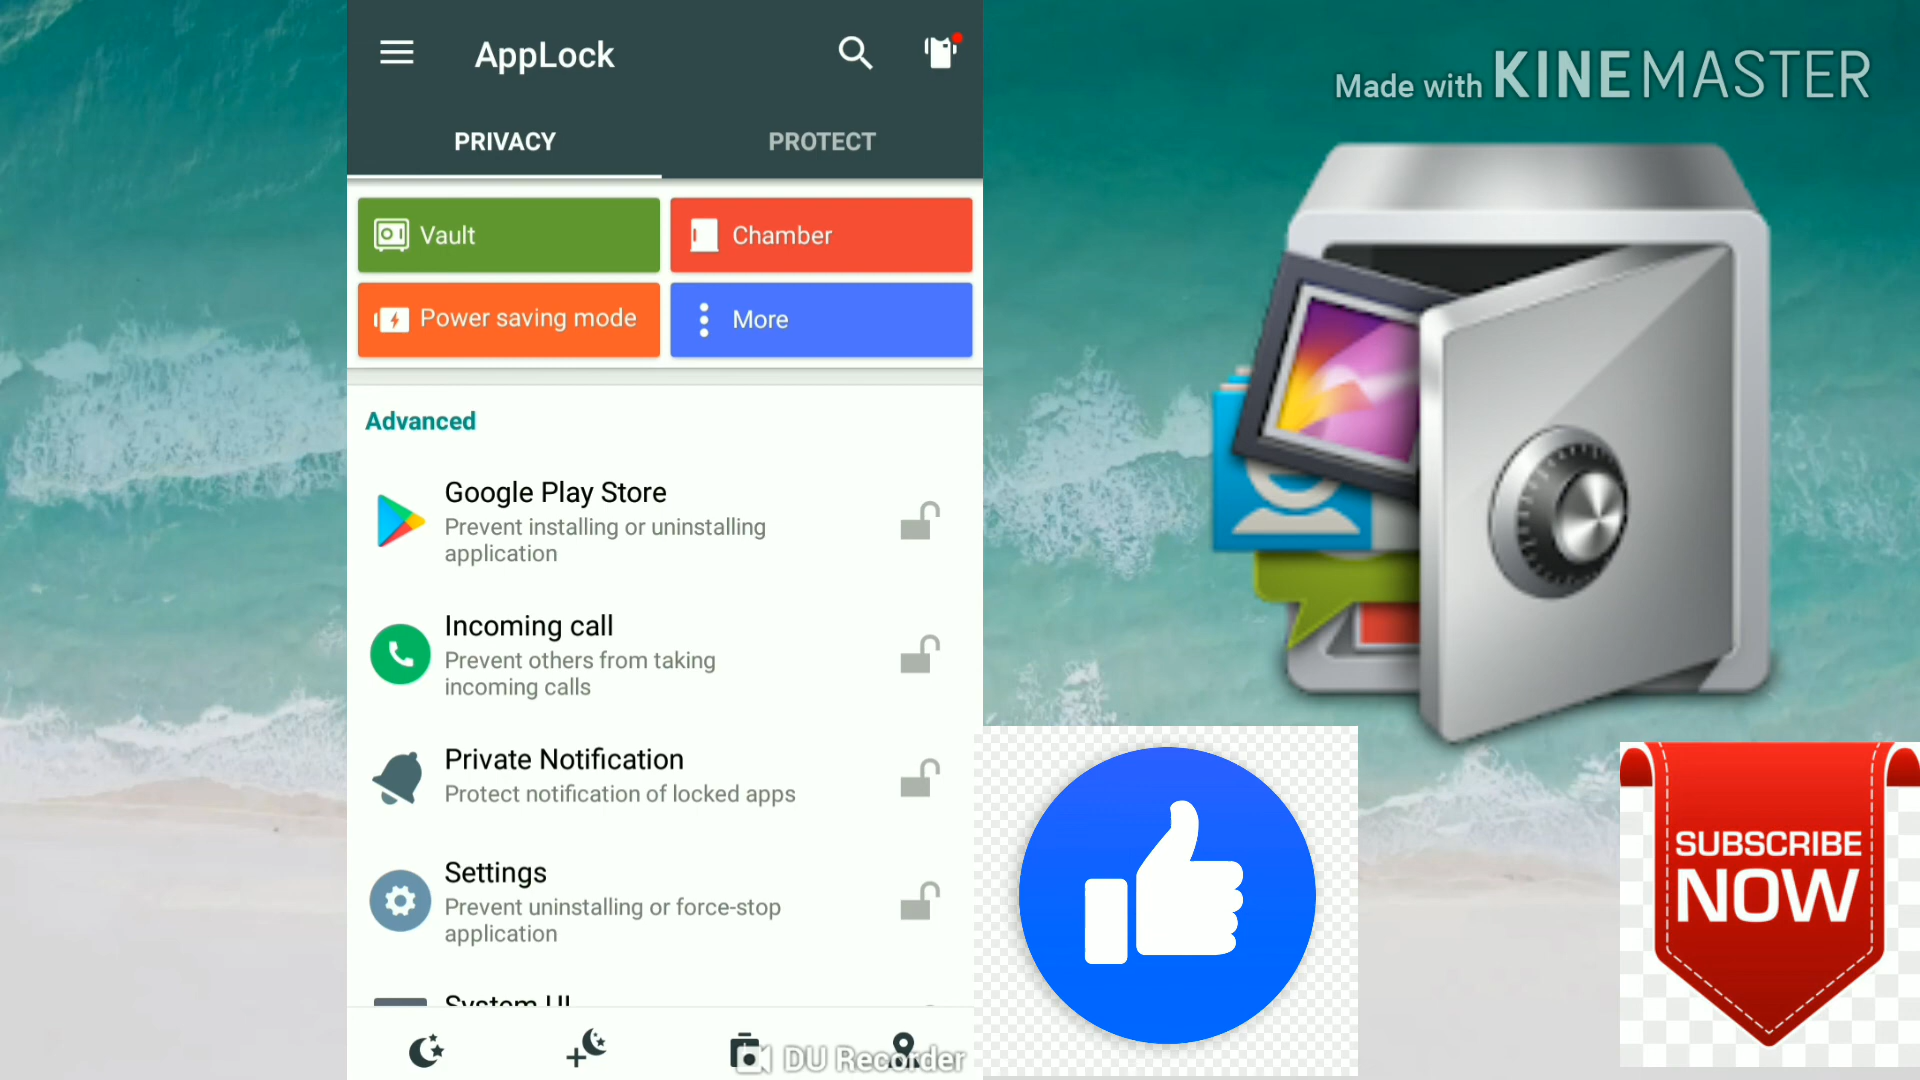 AppLock
PRIVACY
PROTECT
Vault
Chamber
Power saving mode
More
Advanced
Google Play Store
Prevent installing or uninstalling
application
Incoming call
Prevent others from taking
incoming calls
Private Notification
Protect notification of locked apps
Settings
Prevent uninstalling or force-stop
application
System UI
DU Recorder
Made with KINEMASTER
SUBSCRIBE
NOW